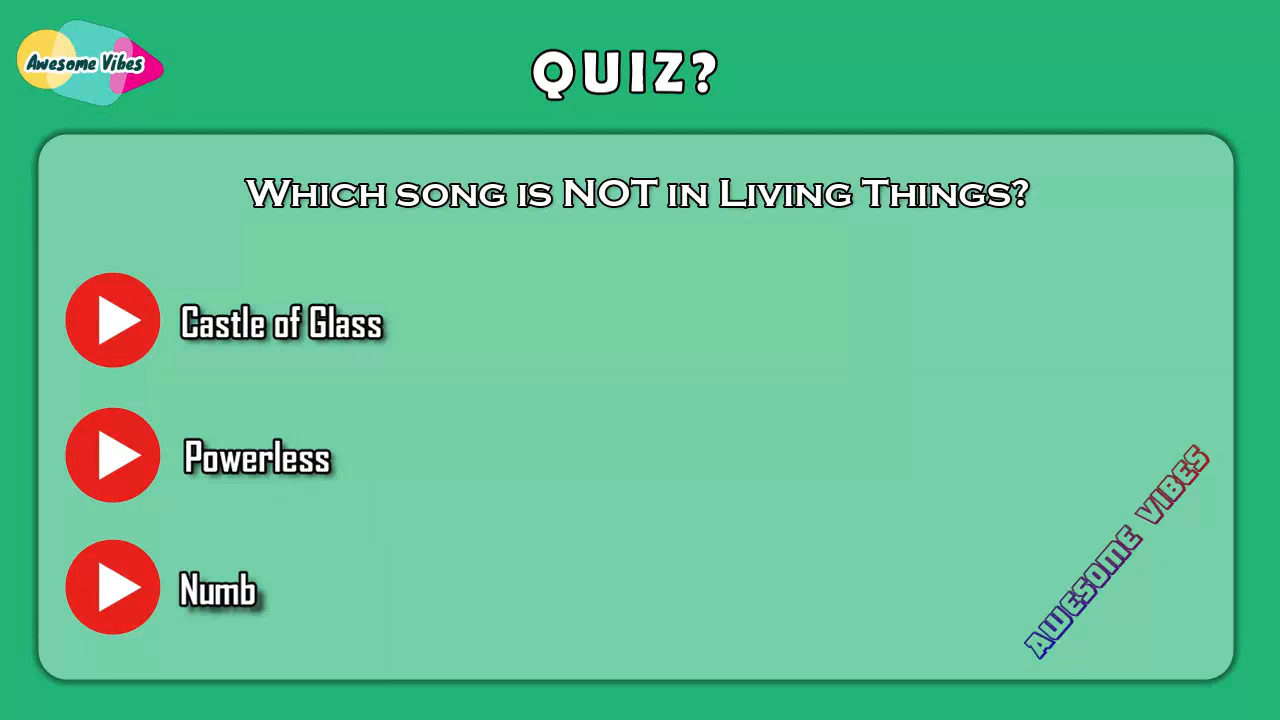 Awesome Vibes
QUIZ?
WHICH SONG IS NOT IN LIVING THINGS?
Castle of Glass
Powerless
Numb
AWESOME VIBES